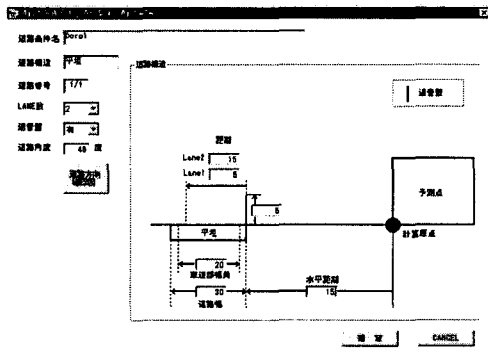 道路条件名 Doro1
道路構造 平坦
道路番号 1/1
LANE数 2
遮音壁 有
道路角度 48 度
道路構造
遮音壁
距離
Lane2 15
Lane1 5
5
予測点
平坦
計算原点
20
車道部幅員
水平距離
30
15
道路幅
CANCEL